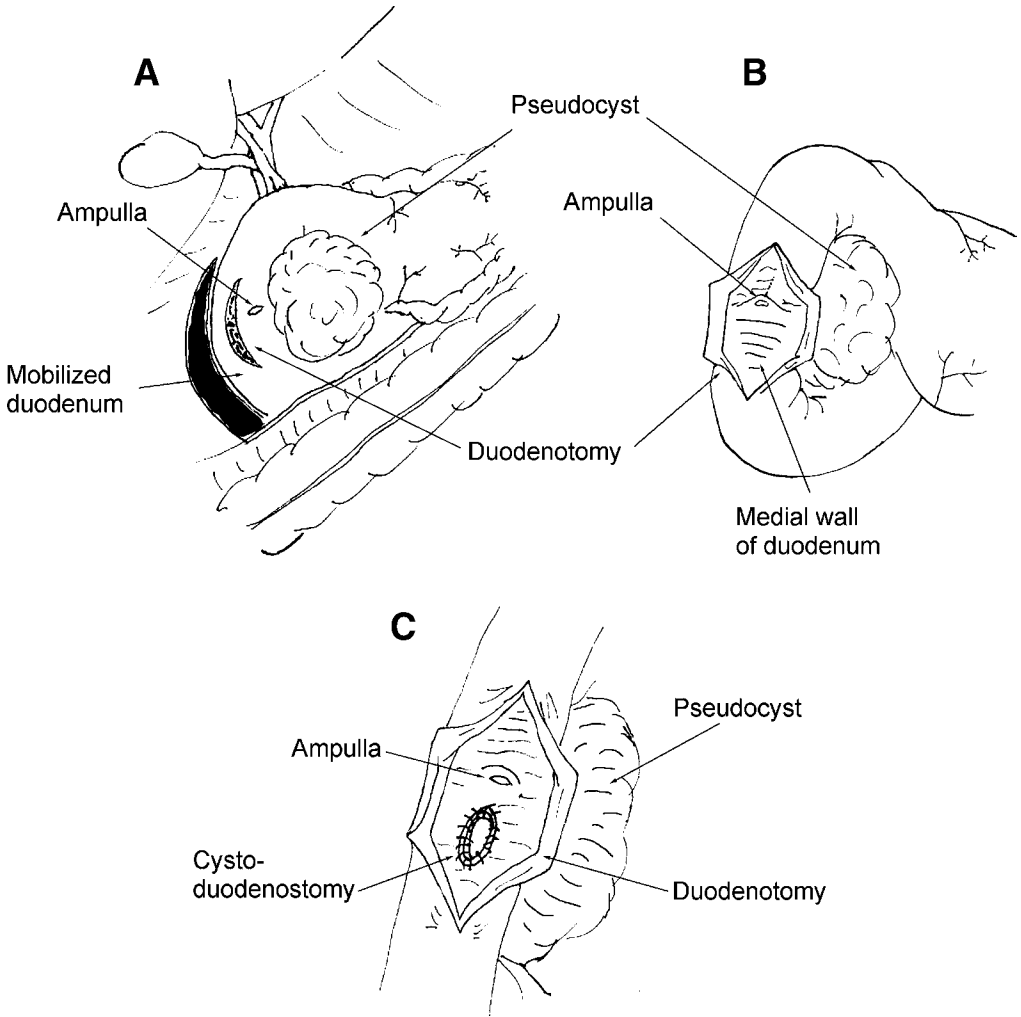 A
B
Pseudocyst
Ampulla
Ampulla
Mobilized
duodenum
Duodenotomy
Medial wall
of duodenum
C
Pseudocyst
Ampulla
Cysto-
duodenostomy
Duodenotomy